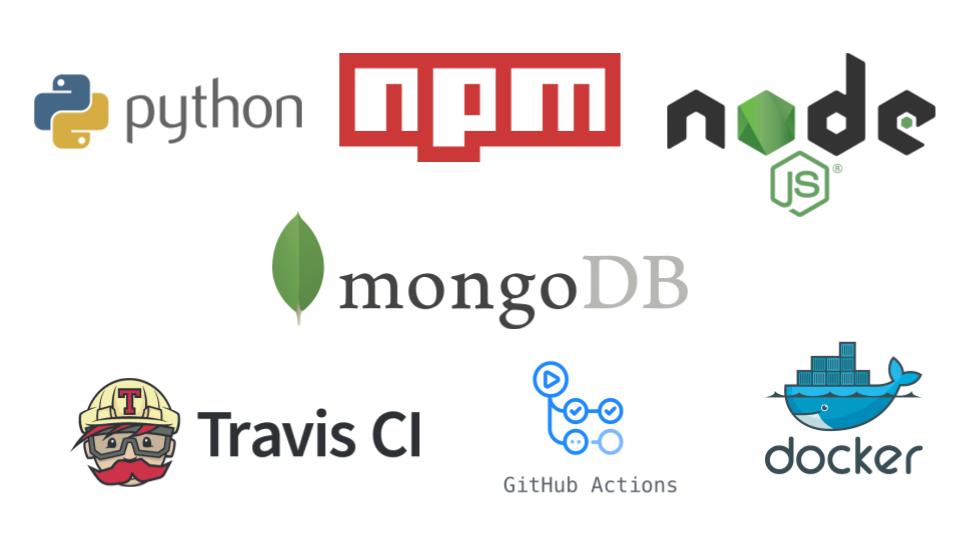 python
npm
node
JS®
mongoDB
T
Travis CI
GitHub Actions
docker